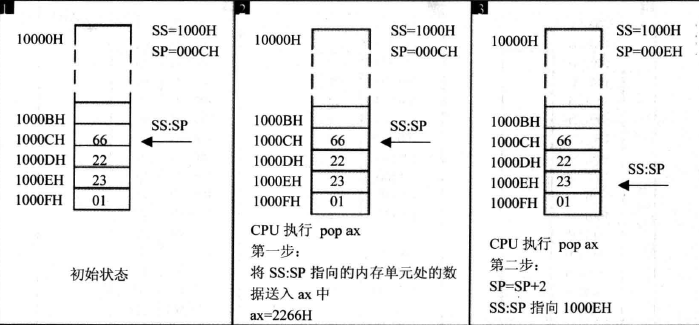 1
10000H
SS=1000H
SP=000CH
1000BH
1000CH 66
1000DH 22
1000EH 23
1000FH 01
SS:SP
初始状态
2
10000H
SS=1000H
SP=000CH
1000BH
1000CH 66
1000DH 22
1000EH 23
1000FH 01
SS:SP
CPU 执行 pop ax
第一步：
将 SS:SP 指向的内存单元处的数
据送入 ax 中
ax=2266H
3
10000H
SS=1000H
SP=000EH
1000BH
1000CH 66
1000DH 22
1000EH 23
1000FH 01
SS:SP
CPU 执行 pop ax
第二步：
SP=SP+2
SS:SP 指向 1000EH